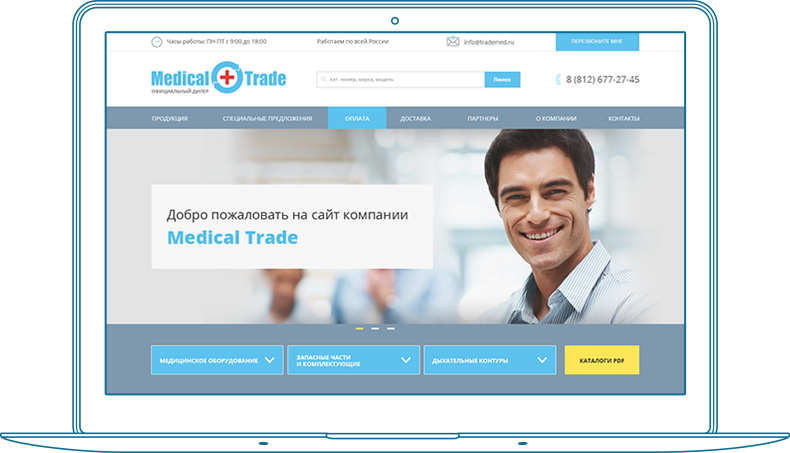 Часы работы: ПН-ПТ с 9:00 до 18:00
Работаем по всей России
info@trademed.ru
ПЕРЕЗВОНИТЕ МНЕ
Medical Trade
ОФИЦИАЛЬНЫЙ ДИЛЕР
кат. номер, марка, модель
Поиск
8 (812) 677-27-45
ПРОДУКЦИЯ
СПЕЦИАЛЬНЫЕ ПРЕДЛОЖЕНИЯ
ОПЛАТА
ДОСТАВКА
ПАРТНЕРЫ
О КОМПАНИИ
КОНТАКТЫ
Добро пожаловать на сайт компании
Medical Trade
МЕДИЦИНСКОЕ ОБОРУДОВАНИЕ
ЗАПАСНЫЕ ЧАСТИ
И КОМПЛЕКТУЮЩИЕ
ДЫХАТЕЛЬНЫЕ КОНТУРЫ
КАТАЛОГИ PDF